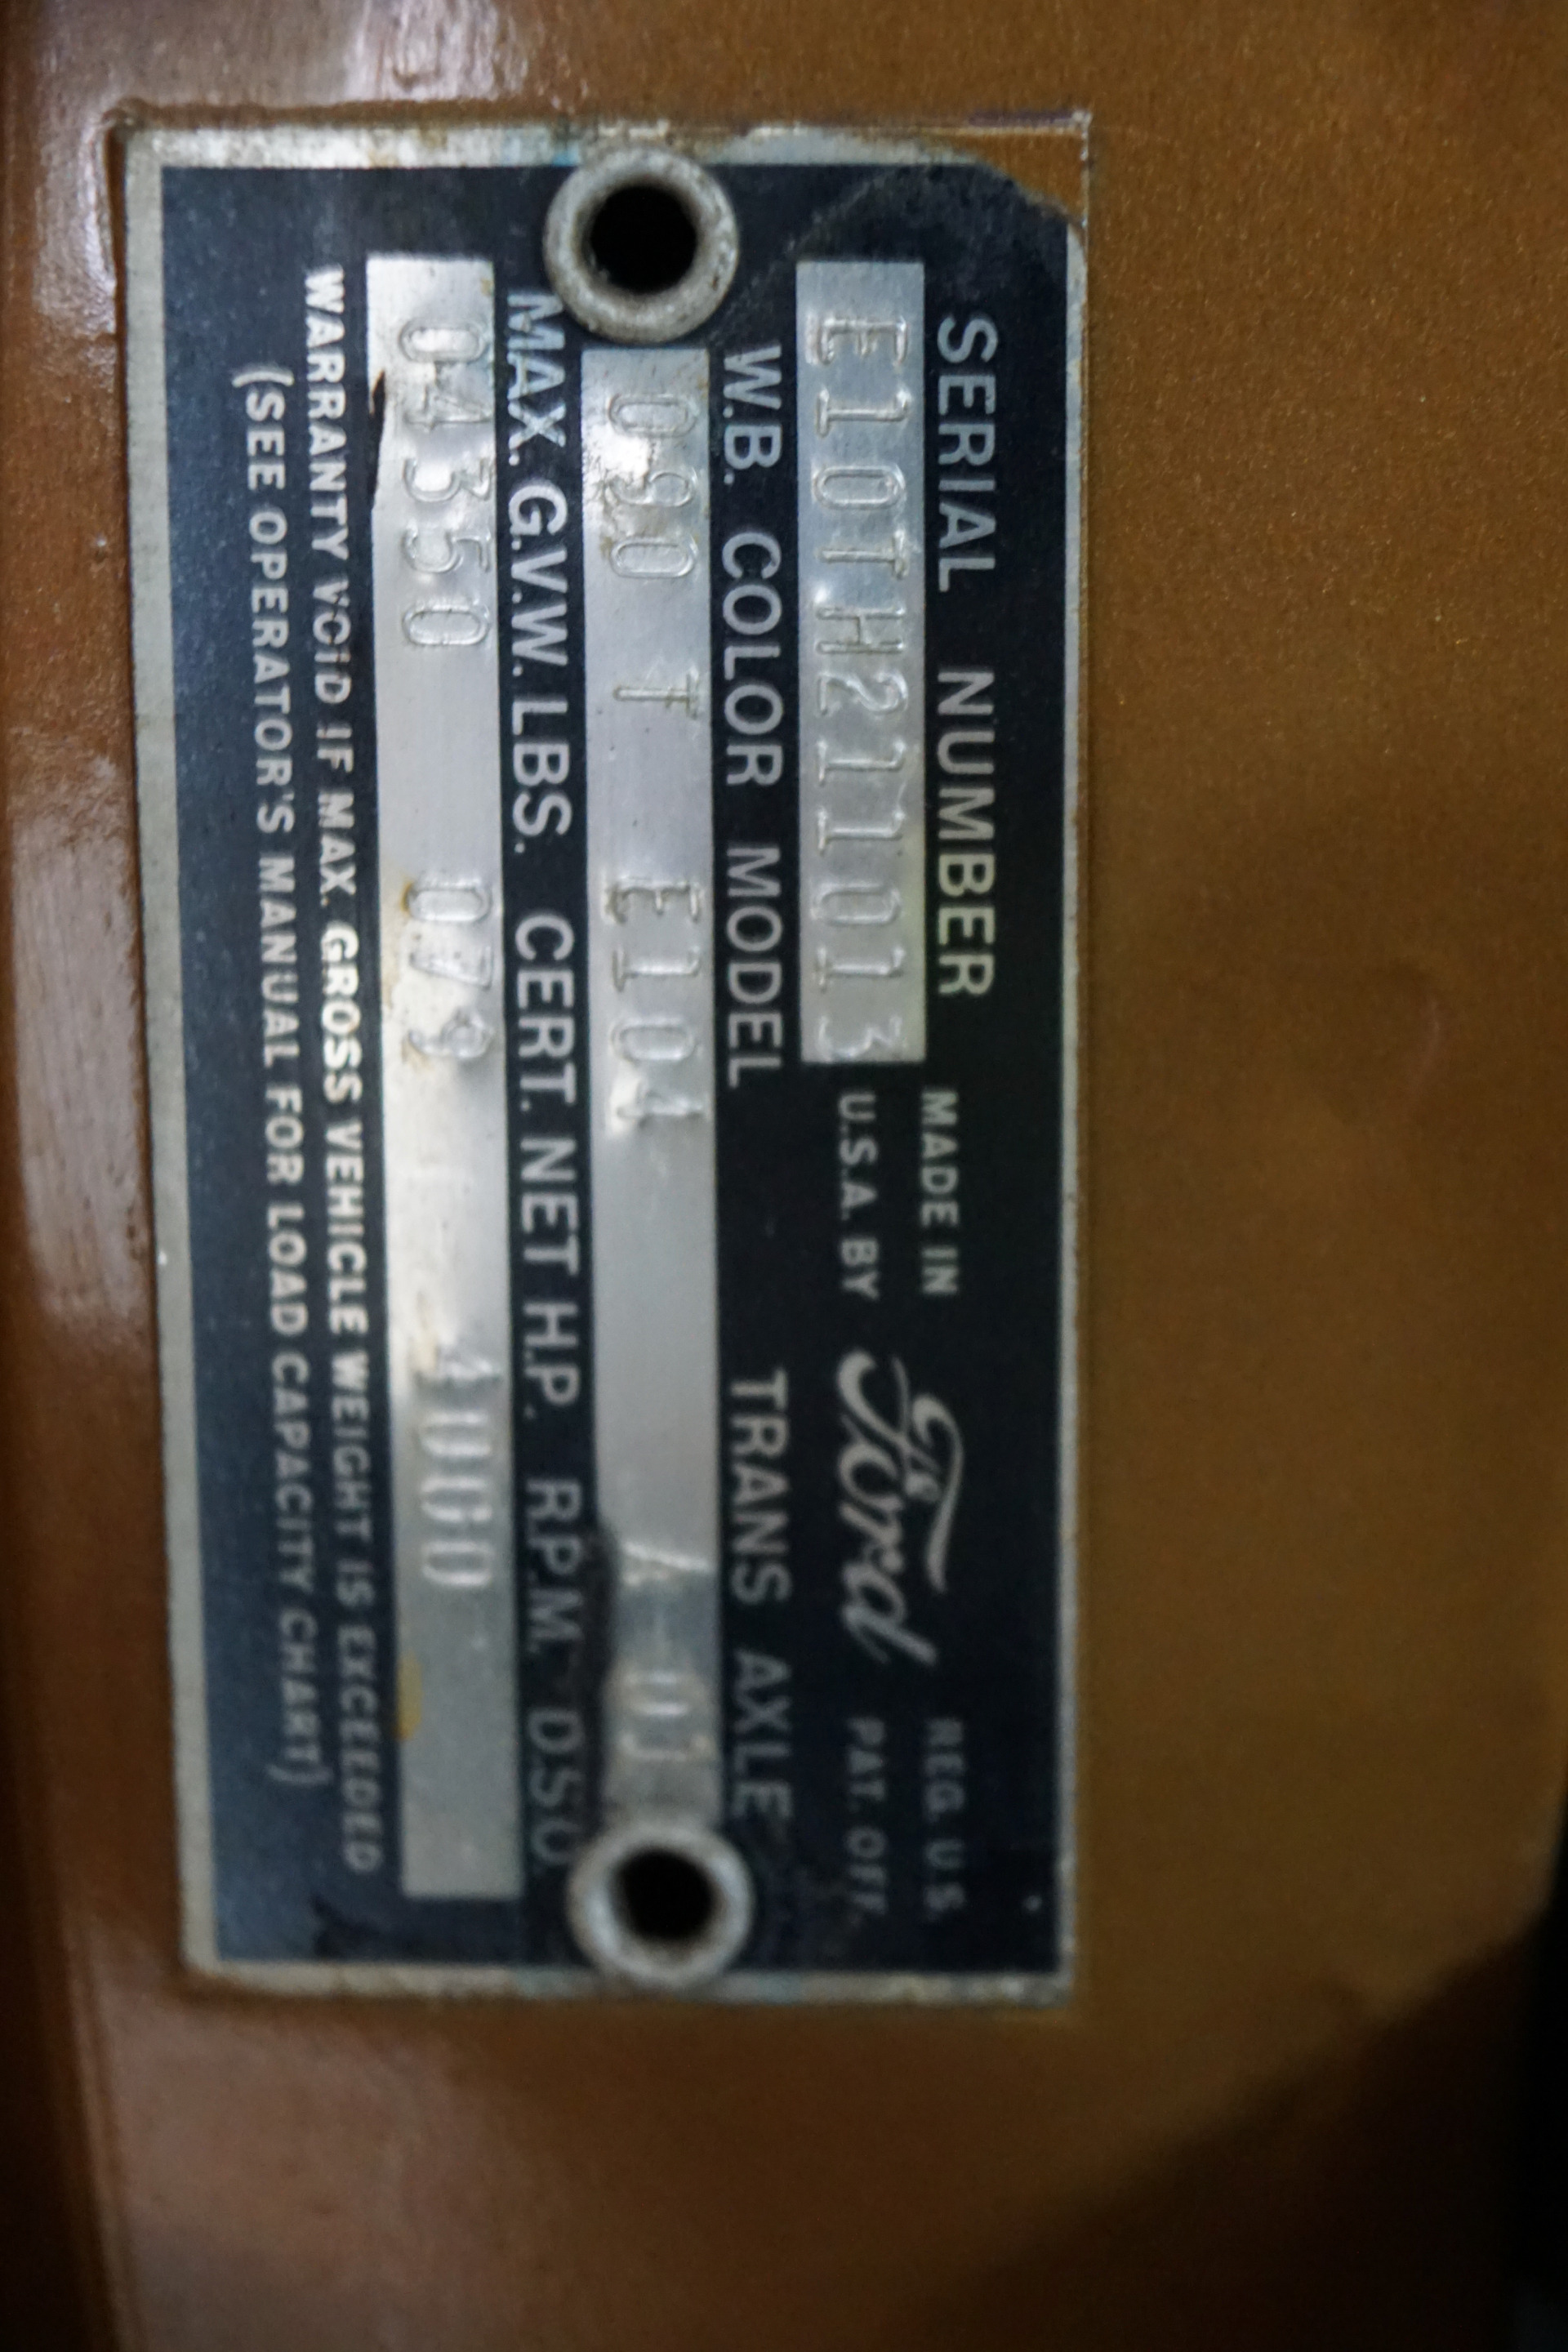 SERIAL NUMBER
E10TH211013
MADE IN
U.S.A. BY
Ford
REG. U.S.
PAT. OFF.
W.B. COLOR MODEL TRANS AXLE
090 T E104
MAX. G.V.W. LBS. CERT. NET H.P. R.P.M. DSO
04350 079 4000
WARRANTY VOID IF MAX. GROSS VEHICLE WEIGHT IS EXCEEDED
(SEE OPERATOR'S MANUAL FOR LOAD CAPACITY CHART)